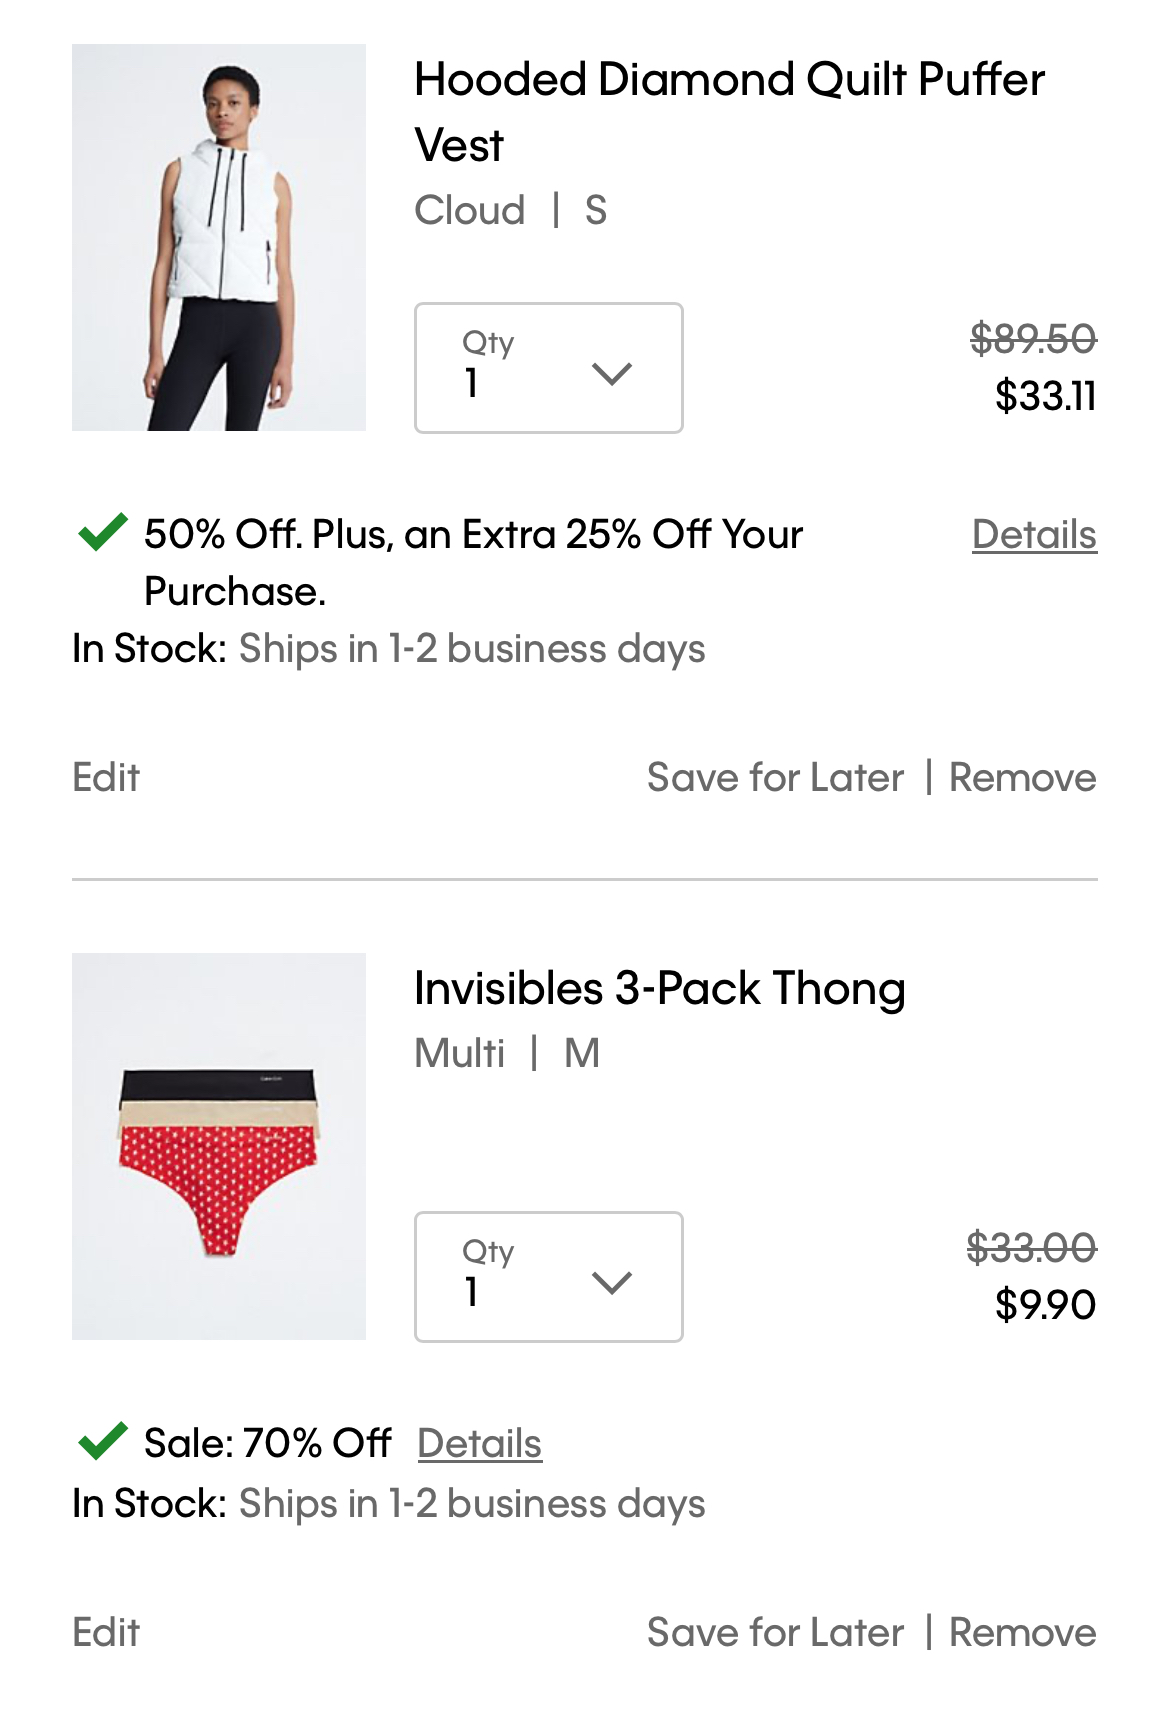 Hooded Diamond Quilt Puffer
Vest
Cloud | S
Qty
1
$89.50
$33.11
50% Off. Plus, an Extra 25% Off Your
Purchase.
Details
In Stock: Ships in 1-2 business days
Edit
Save for Later | Remove
Invisibles 3-Pack Thong
Multi | M
Qty
1
$33.00
$9.90
Sale: 70% Off Details
In Stock: Ships in 1-2 business days
Edit
Save for Later | Remove